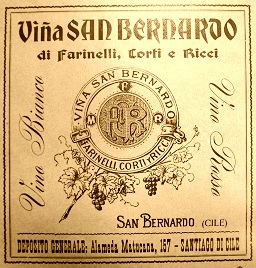 Viña SAN BERNARDO
di Farinelli, Corti e Ricci
Vino Bianco
VIÑA SAN BERNARDO
FARINELLI, CORTI Y RICCI
Vino Rosso
SAN BERNARDO (CILE)
DEPOSITO GENERALE: Alameda Matucana, 157 - SANTIAGO DI CILE